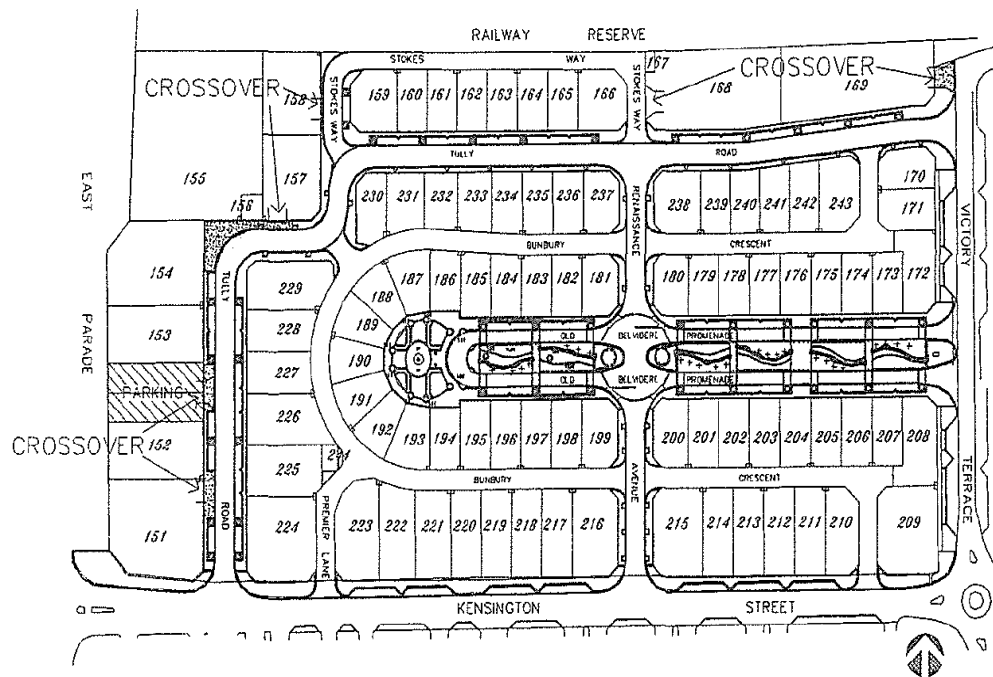 RAILWAY RESERVE
STOKES WAY
CROSSOVER
CROSSOVER
167
168
169
158
STOKES WAY
159 160 161 162 163 164 165 166
STOKES WAY
TULLY ROAD
155
157
156
EAST
230 231 232 233 234 235 236 237
RENAISSANCE
238 239 240 241 242 243
170
171
VICTORY
BUNBURY CRESCENT
154
TULLY
229
187 186 185 184 183 182 181
180 179 178 177 176 175 174 173 172
188
189
228
153
PARADE
190
227
OLD BELVIDERE PROMENADE
OLD BELVIDERE PROMENADE
PARKING
191
226
192
CROSSOVER
152
193 194 195 196 197 198 199
200 201 202 203 204 205 206 207 208
225
TERRACE
BUNBURY CRESCENT
AVENUE
151
ROAD
224
PREMIER LANE
223 222 221 220 219 218 217 216
215 214 213 212 211 210
209
KENSINGTON STREET